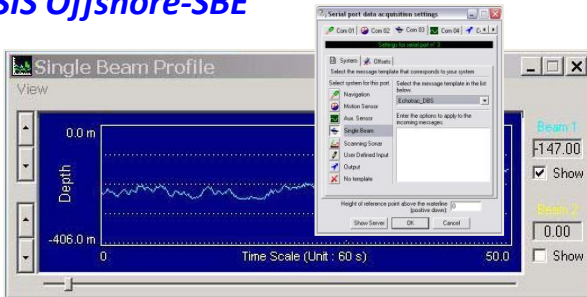 SIS Offshore-SBE
Serial port data acquisition settings
Com 01 Com 02 Com 03 Com 04
Settings for serial port n° 3
System Offsets
Select the message template that corresponds to your system
Select system for this port
Select the message template in the list below.
Navigation
Echotrac_DBS
Motion Sensor
Aux. Sensor
Enter the options to apply to the incoming messages.
Single Beam
Scanning Sonar
User Defined Input
Output
No template
Height of reference point above the waterline (positive down)
0
Show Server OK Cancel
Single Beam Profile
View
0.0 m
Depth
-406.0 m
0 Time Scale (Unit : 60 s) 50.0
Beam 1
-147.00
Show
Beam 2
0.00
Show